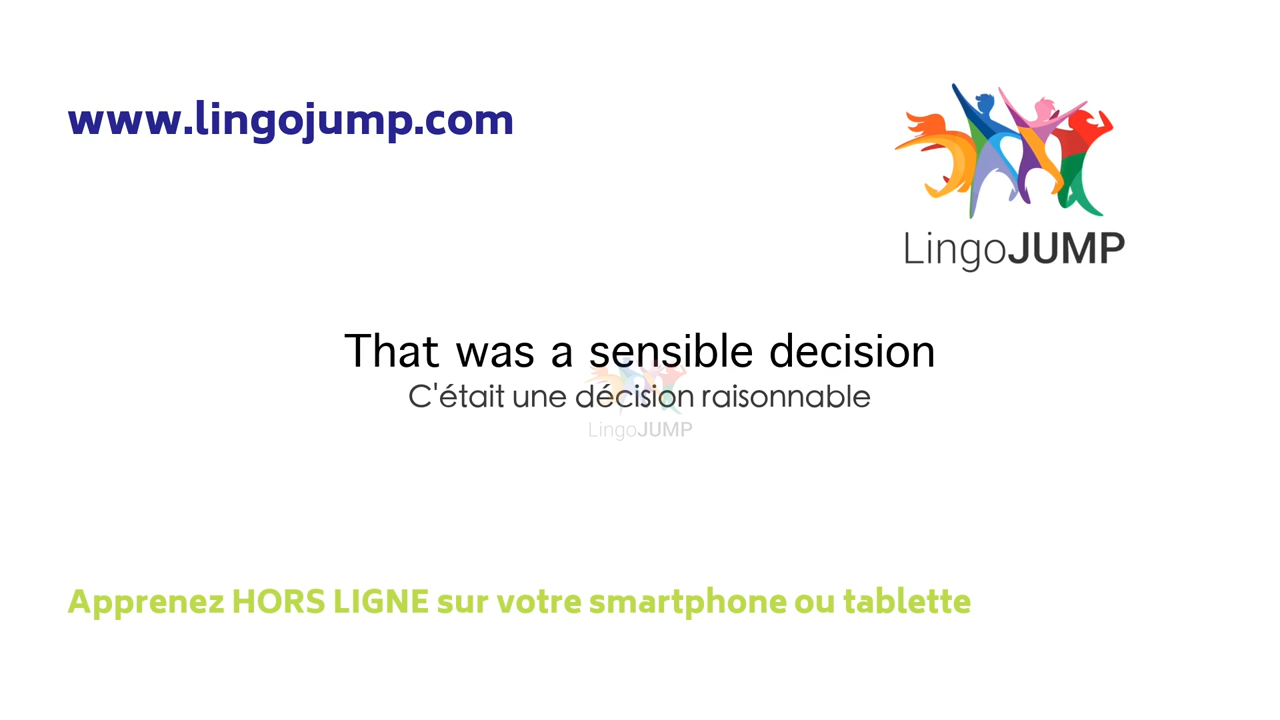 www.lingojump.com
LingoJUMP
That was a sensible decision
C'était une décision raisonnable
LingoJUMP
Apprenez HORS LIGNE sur votre smartphone ou tablette